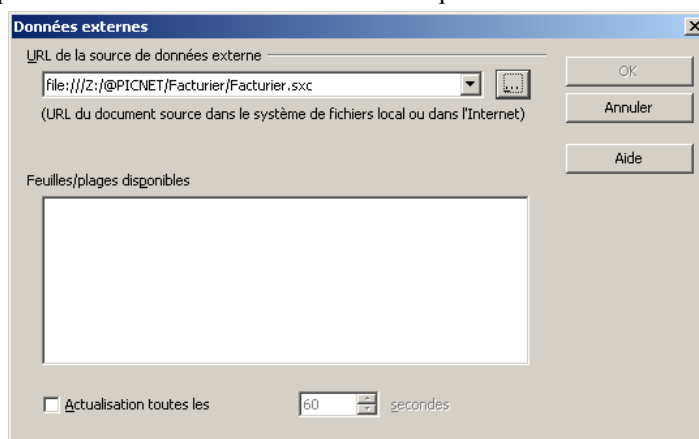 Données externes
URL de la source de données externe
file:///Z:/@PICNET/Facturier/Facturier.sxc
...
OK
(URL du document source dans le système de fichiers local ou dans l'Internet)
Annuler
Aide
Feuilles/plages disponibles
Actualisation toutes les 60 secondes